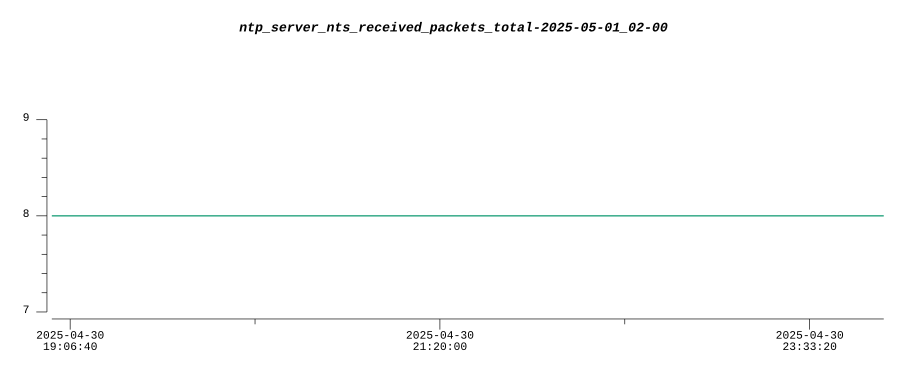 ntp_server_nts_received_packets_total-2025-05-01_02-00
9
8
7
2025-04-30 2025-04-30 2025-04-30
19:06:40 21:20:00 23:33:20